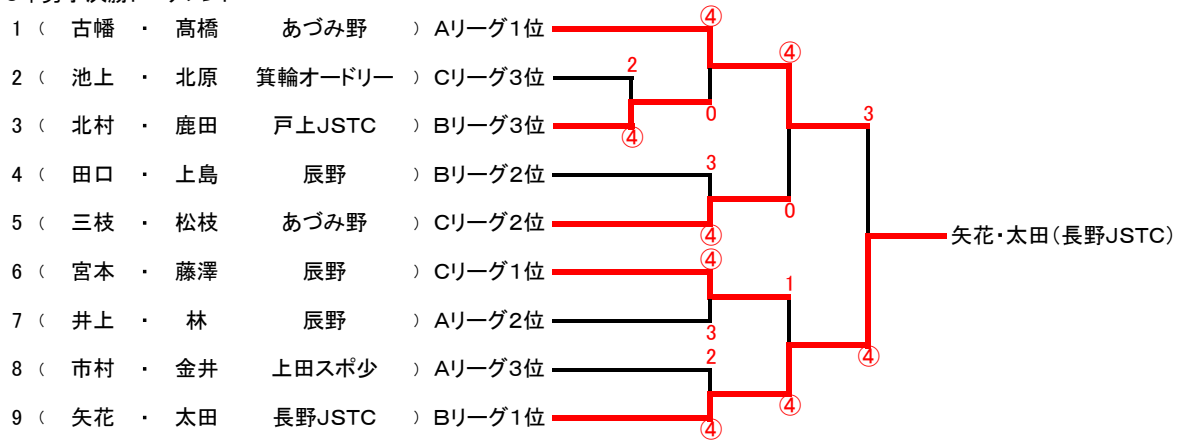 1 ( 古幡 ・ 髙橋 あづみ野 ) Aリーグ1位
2 ( 池上 ・ 北原 箕輪オードリー ) Cリーグ3位
3 ( 北村 ・ 鹿田 戸上JSTC ) Bリーグ3位
4 ( 田口 ・ 上島 辰野 ) Bリーグ2位
5 ( 三枝 ・ 松枝 あづみ野 ) Cリーグ2位
6 ( 宮本 ・ 藤澤 辰野 ) Cリーグ1位
7 ( 井上 ・ 林 辰野 ) Aリーグ2位
8 ( 市村 ・ 金井 上田スポ少 ) Aリーグ3位
9 ( 矢花 ・ 太田 長野JSTC ) Bリーグ1位
④
2
④
0
3
④
④
3
2
④
④
0
1
④
3
④
矢花・太田(長野JSTC)